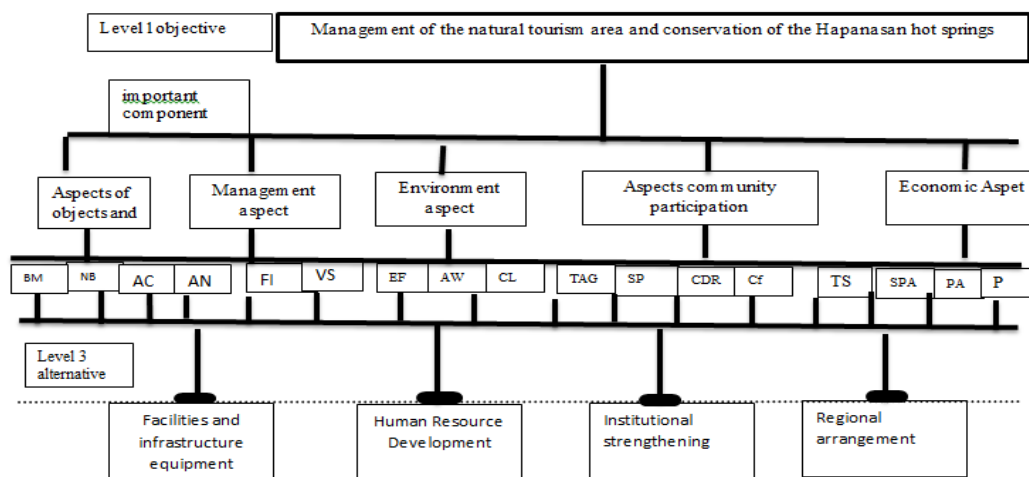 Level 1 objective
Management of the natural tourism area and conservation of the Hapanasan hot springs
important
component
Aspects of
objects and
Management
aspect
Environment
aspect
Aspects community
participation
Economic Aspet
BM NB AC AN FI VS EF AW CL TAG SP CDR Cf TS SPA PA P
Level 3
alternative
Facilities and
infrastructure
equipment
Human Resource
Development
Institutional
strengthening
Regional
arrangement